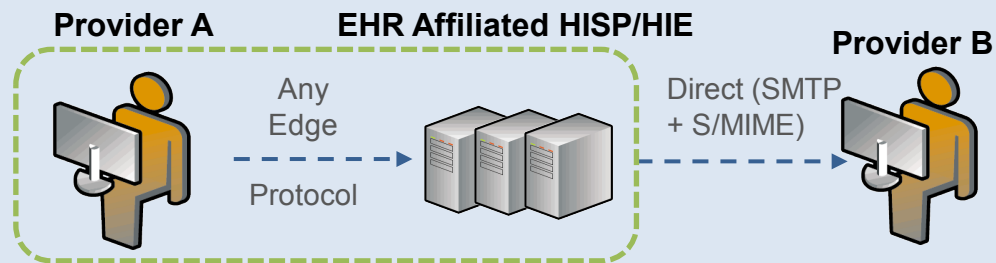 Provider A
EHR Affiliated HISP/HIE
Provider B
Any
Edge
Protocol
Direct (SMTP
+ S/MIME)